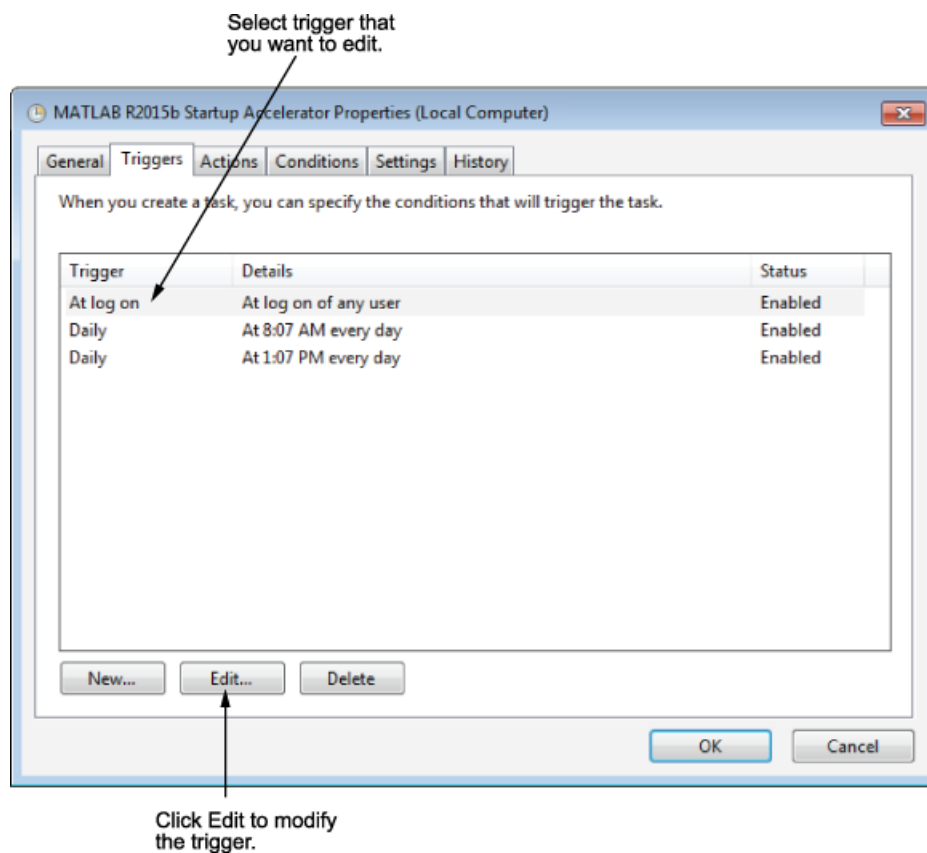 Select trigger that
you want to edit.
MATLAB R2015b Startup Accelerator Properties (Local Computer)
General Triggers Actions Conditions Settings History
When you create a task, you can specify the conditions that will trigger the task.
Trigger Details Status
At log on At log on of any user Enabled
Daily At 8:07 AM every day Enabled
Daily At 1:07 PM every day Enabled
New... Edit... Delete
OK Cancel
Click Edit to modify
the trigger.